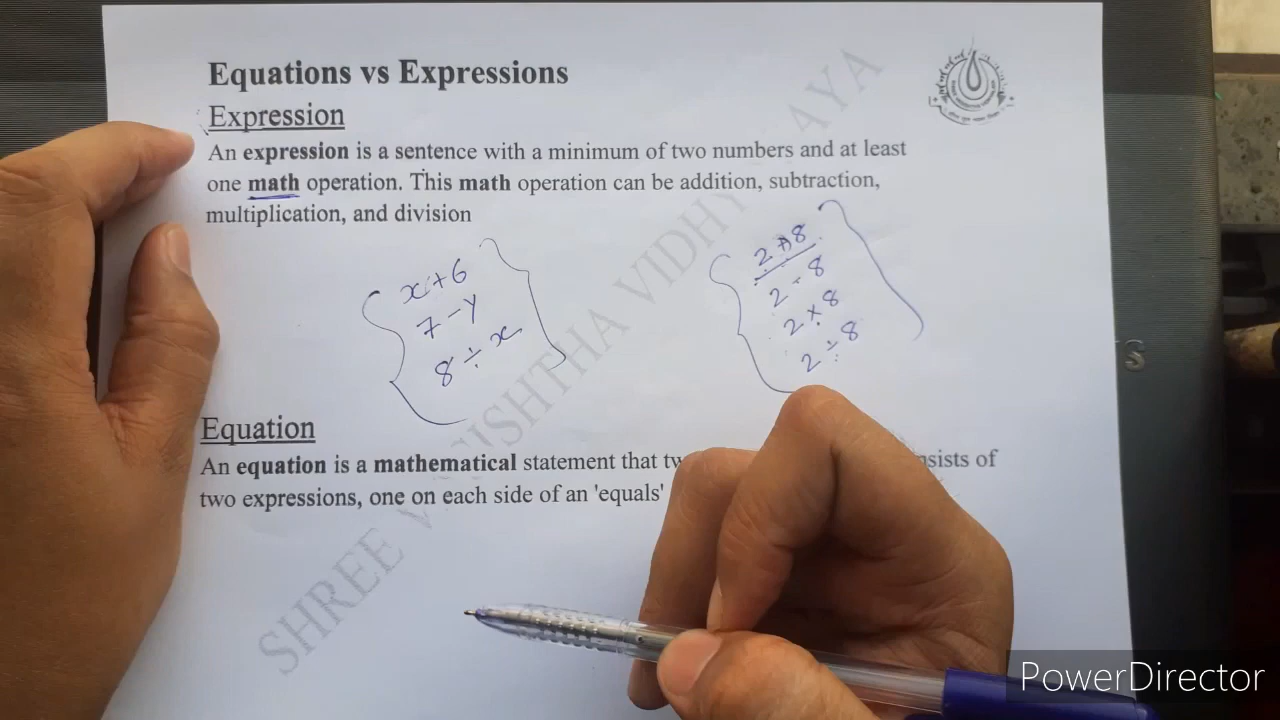 Equations vs Expressions
Expression
An expression is a sentence with a minimum of two numbers and at least
one math operation. This math operation can be addition, subtraction,
multiplication, and division
x+6
7-y
8÷x
2+8
2-8
2×8
2÷8
Equation
An equation is a mathematical statement that
two expressions, one on each side of an 'equals'
of
SHREE VIDHYAYA
PowerDirector